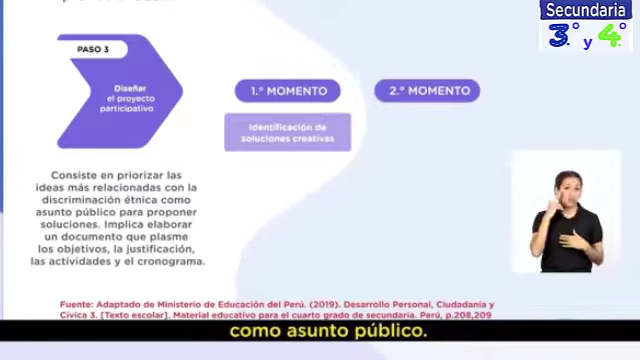 Secundaria
3.° y 4.°
PASO 3
Diseñar
el proyecto
participativo
1.° MOMENTO
2.° MOMENTO
Identificación de
soluciones creativas
Consiste en priorizar las
ideas más relacionadas con la
discriminación étnica como
asunto público para proponer
soluciones. Implica elaborar
un documento que plasme
los objetivos, la justificación,
las actividades y el cronograma.
Fuente: Adaptado de Ministerio de Educación del Perú. (2019). Desarrollo Personal, Ciudadanía y
Cívica 3. [Texto escolar]. Material educativo para el cuarto grado de secundaria. Perú, p.208,209
como asunto público.